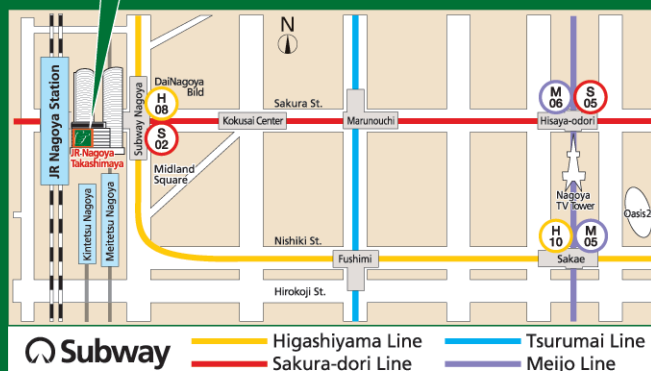 N
JR Nagoya Station
JR Nagoya
Takashimaya
Kintetsu Nagoya
Meitetsu Nagoya
Subway Nagoya
DaiNagoya
Bild
H
08
S
02
Midland
Square
Sakura St.
Kokusai Center
Marunouchi
M
06
S
05
Hisaya-odori
Nagoya
TV Tower
Oasis2
H
10
M
05
Sakae
Nishiki St.
Fushimi
Hirokoji St.
Subway
Higashiyama Line
Sakura-dori Line
Tsurumai Line
Meijo Line